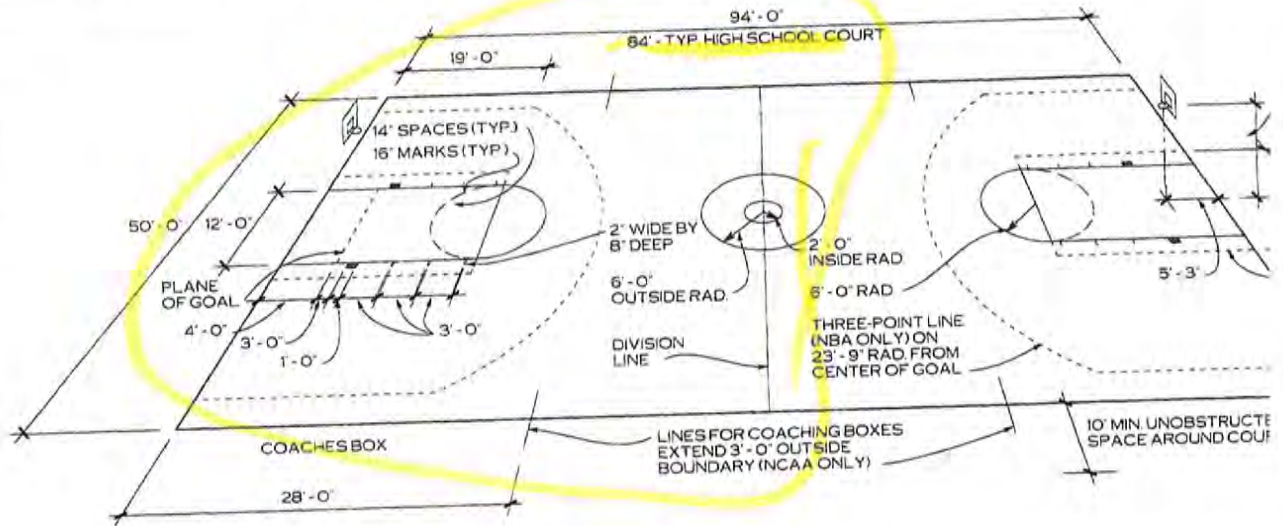 94'-0"
84'-TYP HIGH SCHOOL COURT
19'-0"
14" SPACES (TYP.)
16" MARKS (TYP)
50'-0"
12'-0"
2" WIDE BY
8" DEEP
2'-0"
INSIDE RAD
PLANE
OF GOAL
6'-0"
OUTSIDE RAD.
6'-0" RAD
5'-3"
4'-0"
3'-0"
1'-0"
3'-0"
DIVISION
LINE
THREE-POINT LINE
(NBA ONLY) ON
23'-9" RAD. FROM
CENTER OF GOAL
COACHES BOX
LINES FOR COACHING BOXES
EXTEND 3'-0" OUTSIDE
BOUNDARY (NCAA ONLY)
10' MIN. UNOBSTRUCTE
SPACE AROUND COU
28'-0"